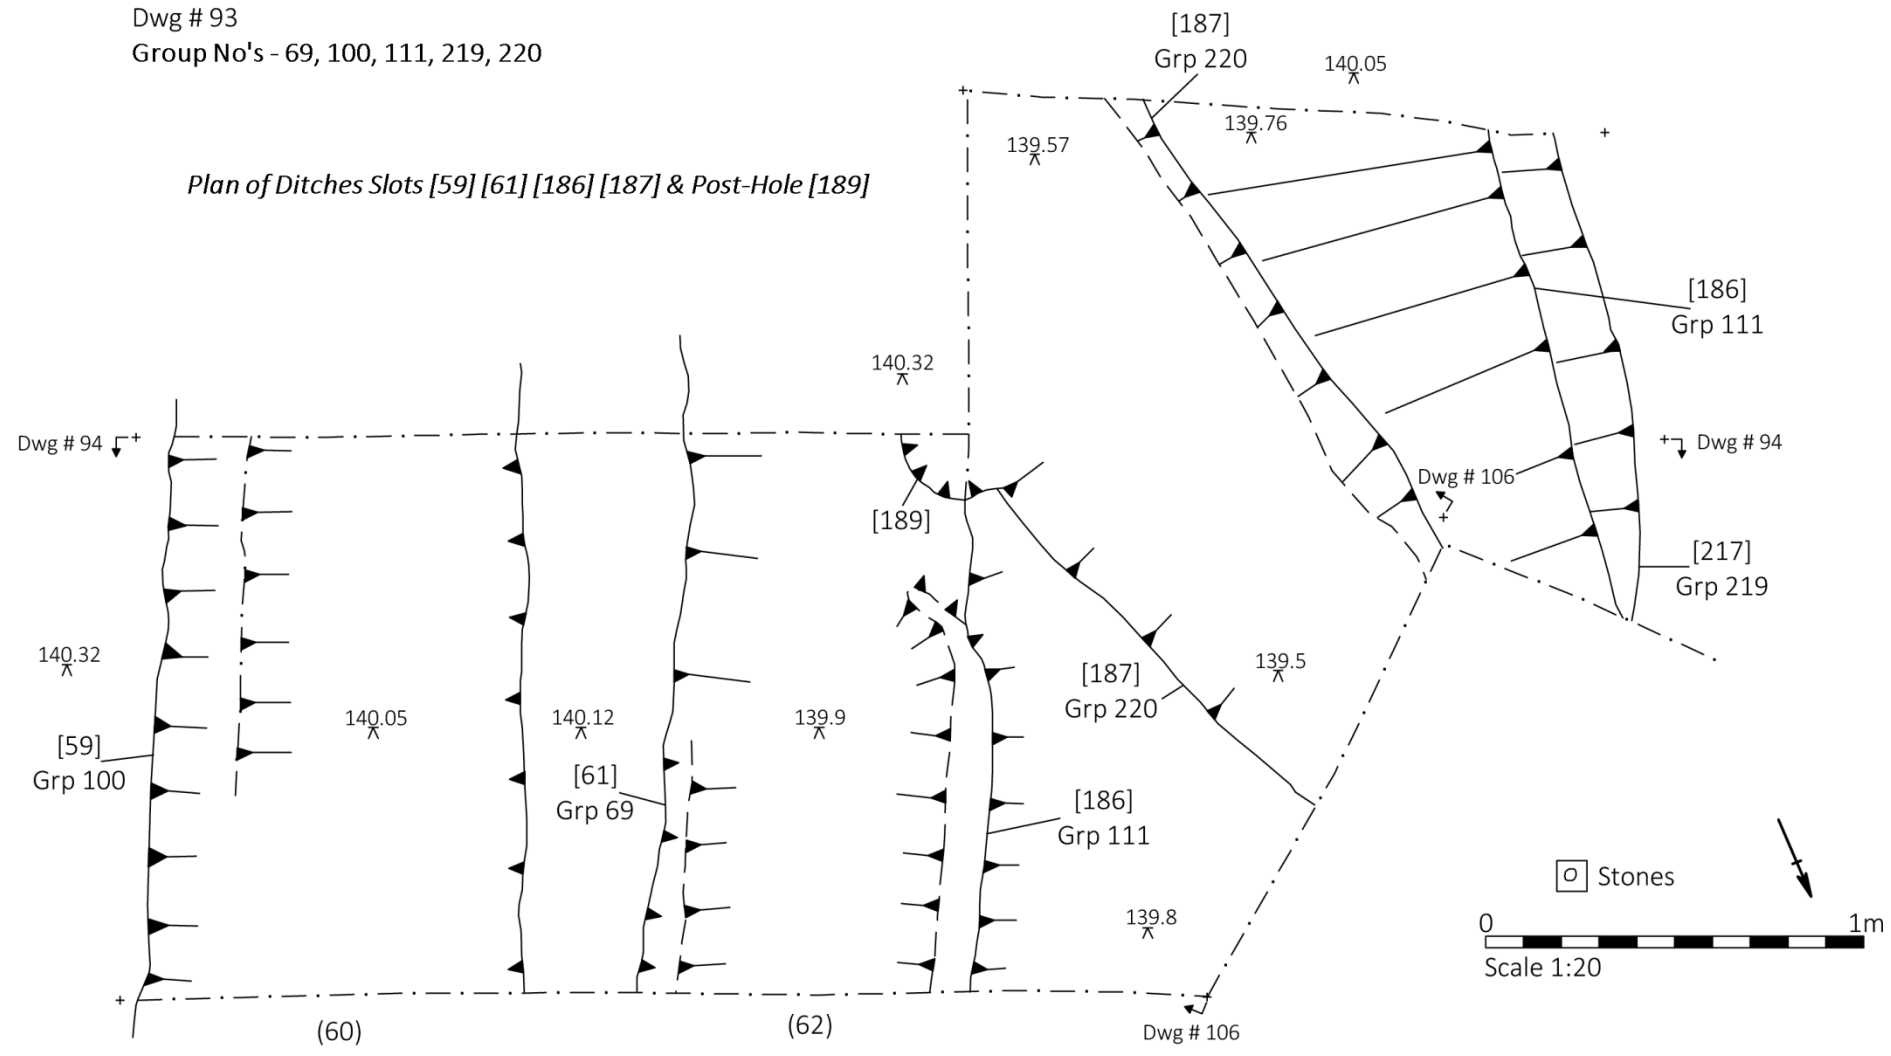 Dwg # 93
Group No's - 69, 100, 111, 219, 220
Plan of Ditches Slots [59] [61] [186] [187] & Post-Hole [189]
[187]
Grp 220
140.05
139.76
139.57
[186]
Grp 111
140.32
Dwg # 94
Dwg # 94
Dwg # 106
[189]
[217]
Grp 219
140.32
139.5
[187]
Grp 220
140.05
140.12
139.9
[59]
Grp 100
[61]
Grp 69
[186]
Grp 111
Stones
139.8
0 1m
Scale 1:20
(60)
(62)
Dwg # 106